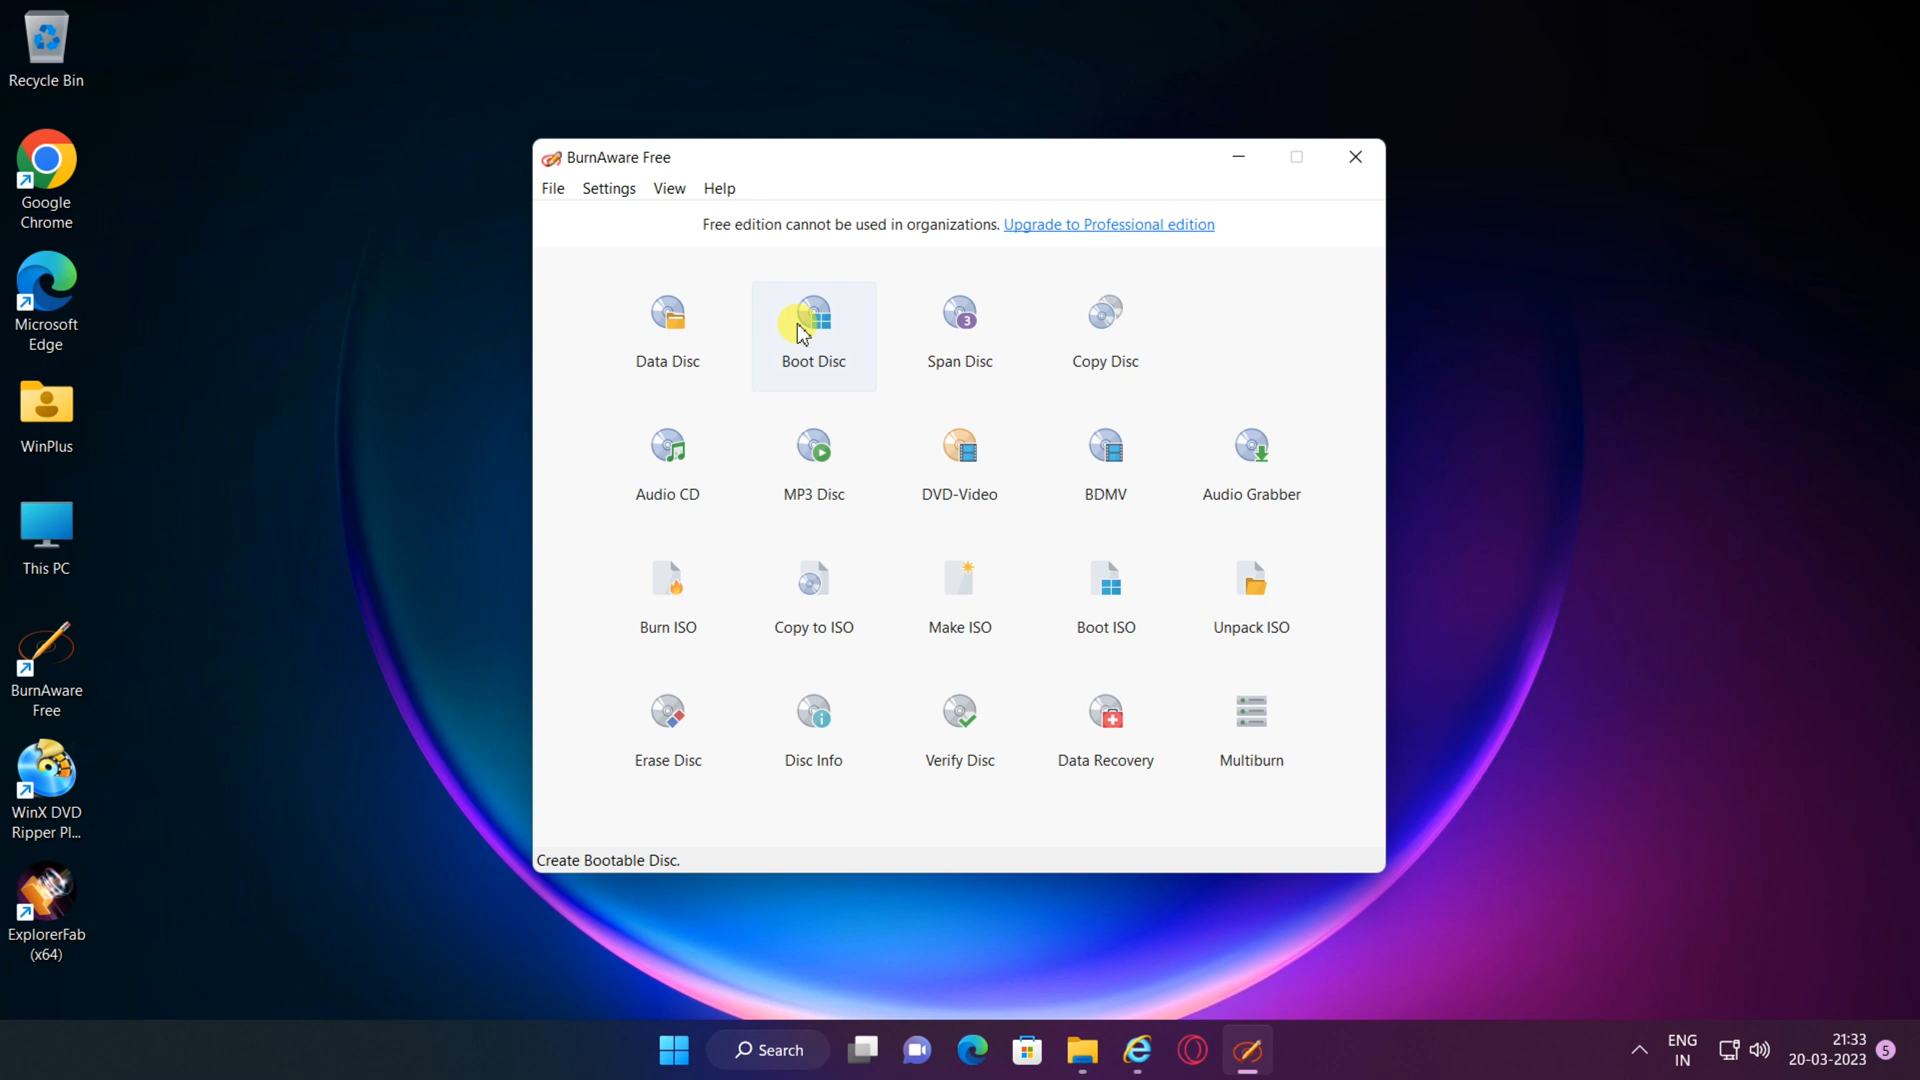 Recycle Bin
Google
Chrome
Microsoft
Edge
WinPlus
This PC
BurnAware
Free
WinX DVD
Ripper Pl...
ExplorerFab
(x64)
BurnAware Free
File Settings View Help
Free edition cannot be used in organizations. Upgrade to Professional edition
3
Data Disc Boot Disc Span Disc Copy Disc
Audio CD MP3 Disc DVD-Video BDMV Audio Grabber
Burn ISO Copy to ISO Make ISO Boot ISO Unpack ISO
Erase Disc Disc Info Verify Disc Data Recovery Multiburn
Create Bootable Disc.
Search
ENG
IN
21:33
20-03-2023
5